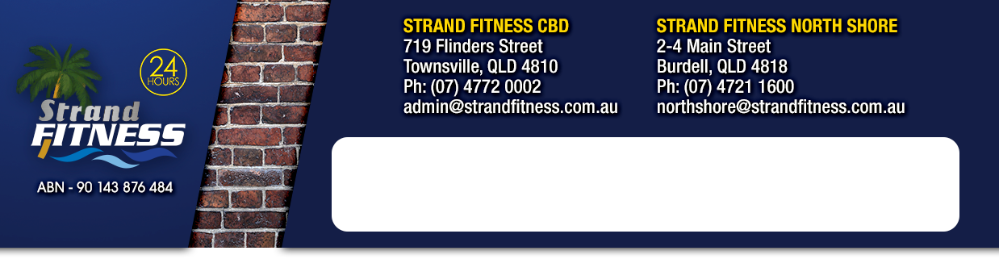 24
HOURS
Strand
FITNESS
ABN - 90 143 876 484
STRAND FITNESS CBD
719 Flinders Street
Townsville, QLD 4810
Ph: (07) 4772 0002
admin@strandfitness.com.au
STRAND FITNESS NORTH SHORE
2-4 Main Street
Burdell, QLD 4818
Ph: (07) 4721 1600
northshore@strandfitness.com.au